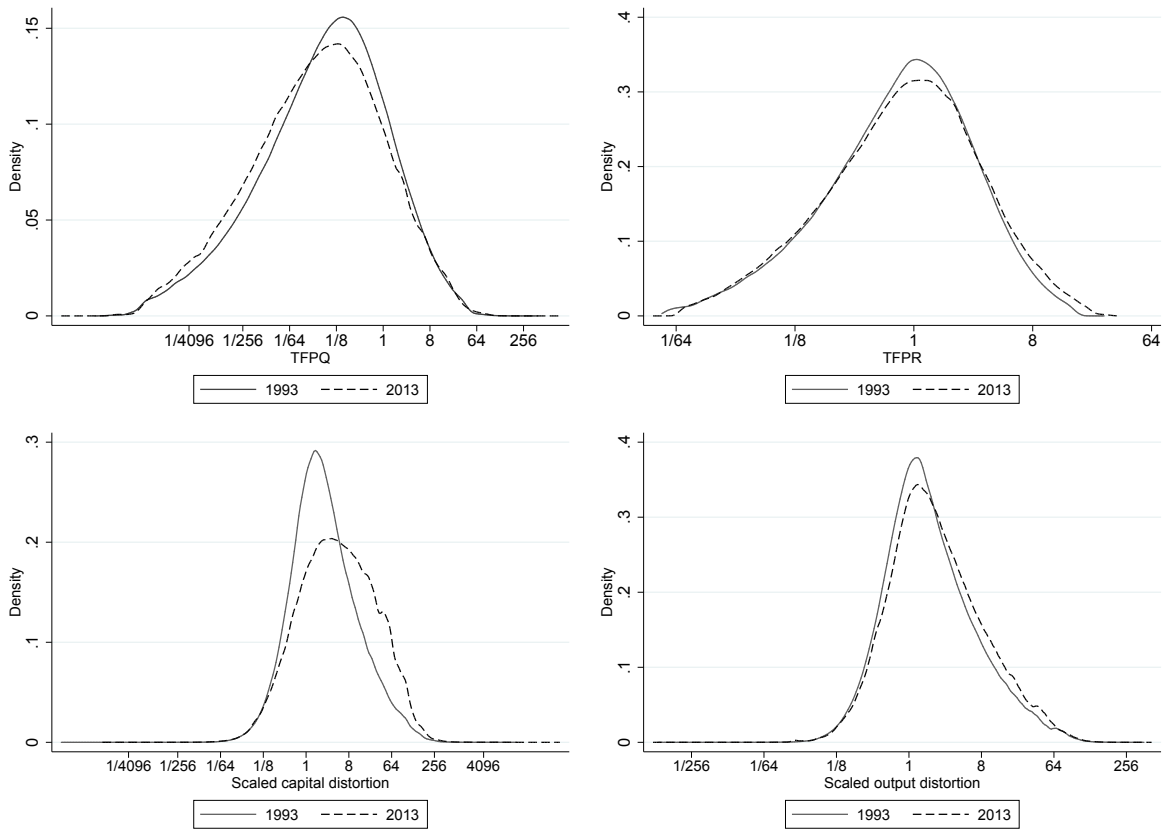 .15
.1
.05
0
Density
1/4096 1/256 1/64 1/8 1 8 64 256
TFPQ
1993 2013
.4
.3
.2
.1
0
Density
1/64 1/8 1 8 64
TFPR
1993 2013
.3
.2
.1
0
Density
1/4096 1/256 1/64 1/8 1 8 64 256 4096
Scaled capital distortion
1993 2013
.4
.3
.2
.1
0
Density
1/256 1/64 1/8 1 8 64 256
Scaled output distortion
1993 2013